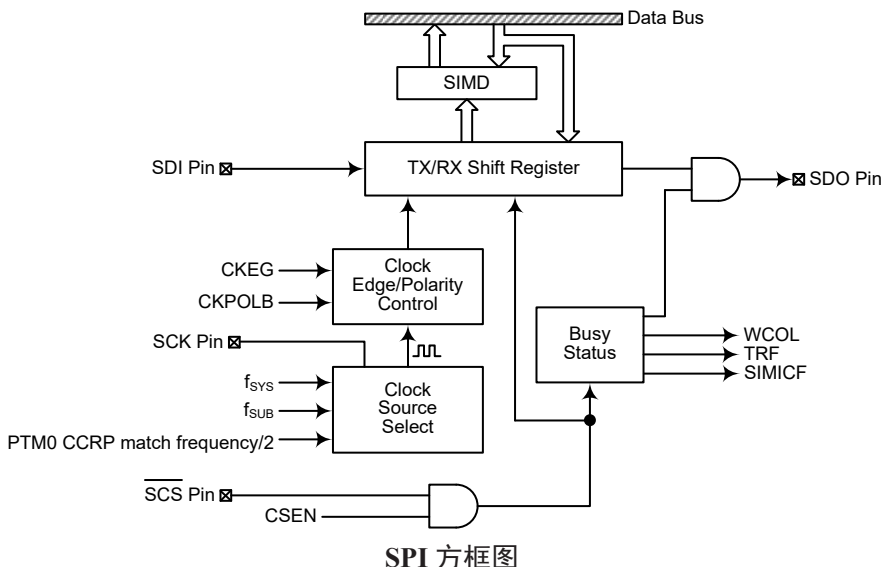 Data Bus
SIMD
SDI Pin
TX/RX Shift Register
SDO Pin
CKEG
CKPOLB
Clock
Edge/Polarity
Control
SCK Pin
Busy
Status
WCOL
TRF
SIMICF
fSYS
fSUB
PTM0 CCRP match frequency/2
Clock
Source
Select
SCS Pin
CSEN
SPI 方框图